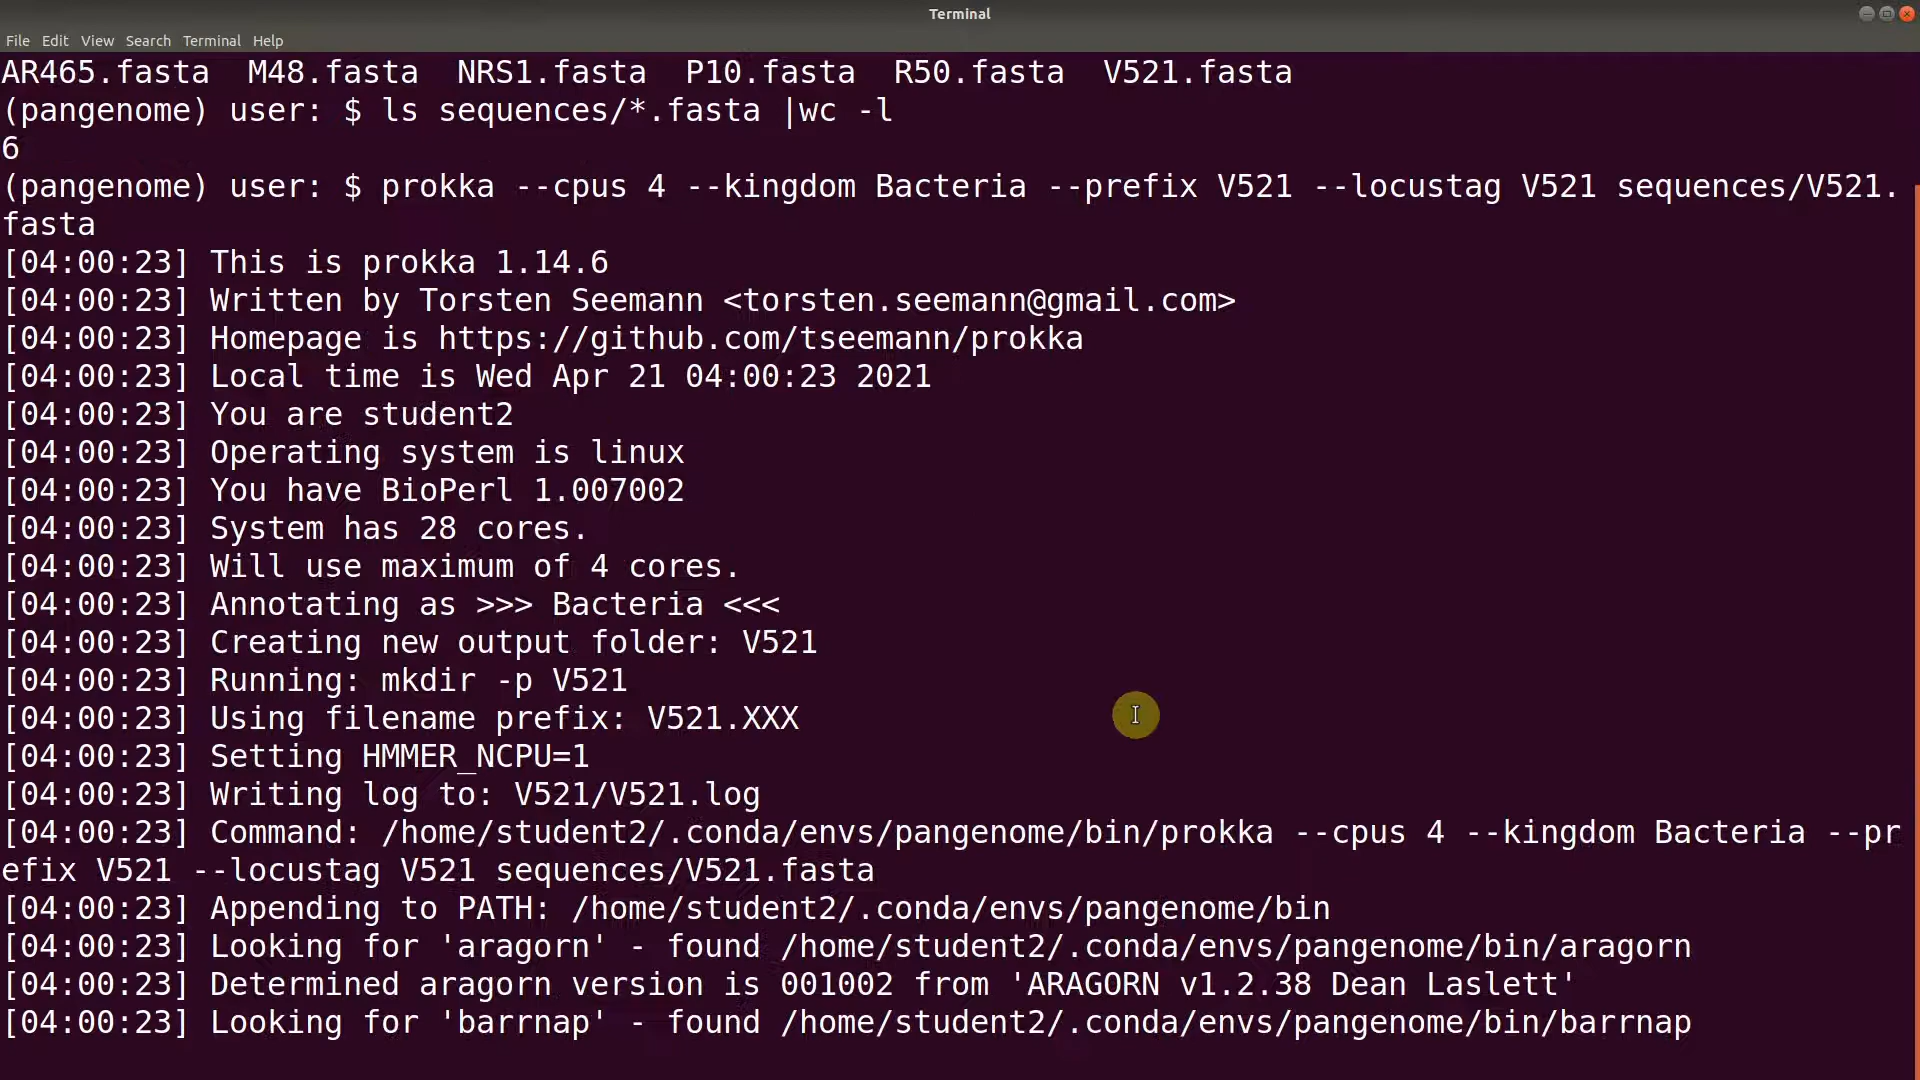 Terminal
File Edit View Search Terminal Help
AR465.fasta  M48.fasta  NRS1.fasta  P10.fasta  R50.fasta  V521.fasta
(pangenome) user: $ ls sequences/*.fasta |wc -l
6
(pangenome) user: $ prokka --cpus 4 --kingdom Bacteria --prefix V521 --locustag V521 sequences/V521.
fasta
[04:00:23] This is prokka 1.14.6
[04:00:23] Written by Torsten Seemann <torsten.seemann@gmail.com>
[04:00:23] Homepage is https://github.com/tseemann/prokka
[04:00:23] Local time is Wed Apr 21 04:00:23 2021
[04:00:23] You are student2
[04:00:23] Operating system is linux
[04:00:23] You have BioPerl 1.007002
[04:00:23] System has 28 cores.
[04:00:23] Will use maximum of 4 cores.
[04:00:23] Annotating as >>> Bacteria <<<
[04:00:23] Creating new output folder: V521
[04:00:23] Running: mkdir -p V521
[04:00:23] Using filename prefix: V521.XXX
[04:00:23] Setting HMMER_NCPU=1
[04:00:23] Writing log to: V521/V521.log
[04:00:23] Command: /home/student2/.conda/envs/pangenome/bin/prokka --cpus 4 --kingdom Bacteria --pr
efix V521 --locustag V521 sequences/V521.fasta
[04:00:23] Appending to PATH: /home/student2/.conda/envs/pangenome/bin
[04:00:23] Looking for 'aragorn' - found /home/student2/.conda/envs/pangenome/bin/aragorn
[04:00:23] Determined aragorn version is 001002 from 'ARAGORN v1.2.38 Dean Laslett'
[04:00:23] Looking for 'barrnap' - found /home/student2/.conda/envs/pangenome/bin/barrnap